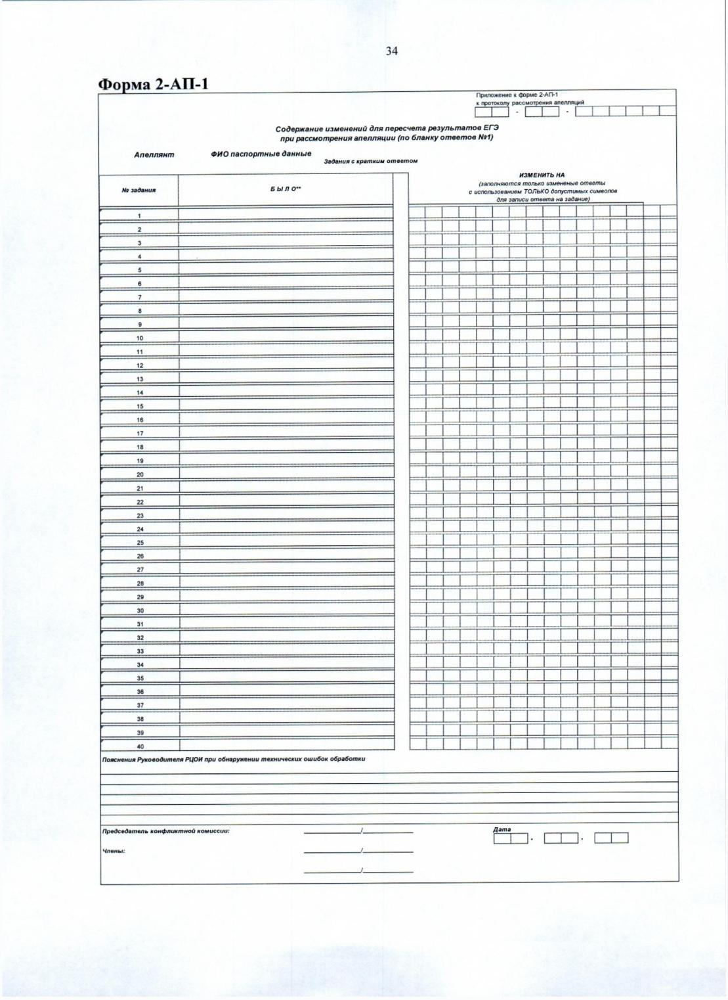 34
Форма 2-АП-1
Приложение к форме 2-АП-1
к протоколу рассмотрения апелляций
- -
Содержание изменений для пересчета результатов ЕГЭ
при рассмотрения апелляции (по бланку ответов №1)
Апеллянт ФИО паспортные данные
Задания с кратким ответом
№ задания
Б Ы Л О**
ИЗМЕНИТЬ НА
(заполняются только измененые ответы
с использованием ТОЛЬКО допустимых символов
для записи ответа на задание)
1
2
3
4
5
6
7
8
9
10
11
12
13
14
15
16
17
18
19
20
21
22
23
24
25
26
27
28
29
30
31
32
33
34
35
36
37
38
39
40
Пояснения Руководителя РЦОИ при обнаружении технических ошибок обработки
Председатель конфликтной комиссии: ____________/____________
Дата
. .
Члены: ____________/____________
____________/____________